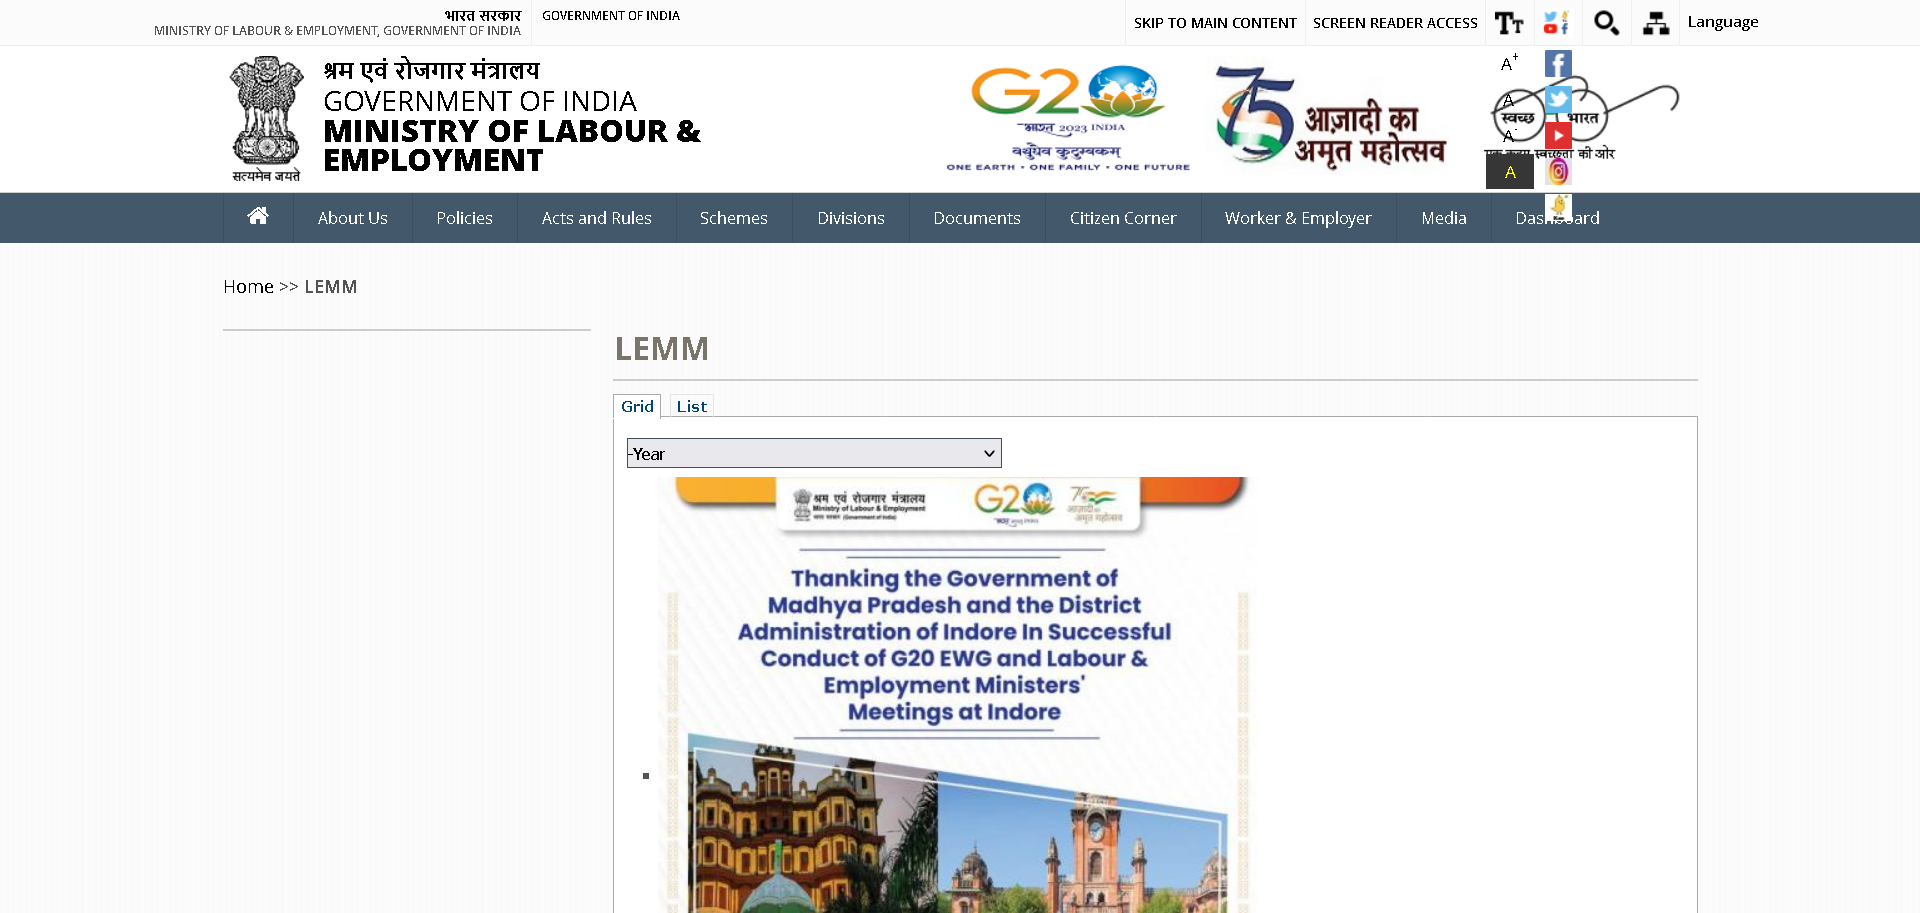 भारत सरकार
MINISTRY OF LABOUR & EMPLOYMENT, GOVERNMENT OF INDIA
GOVERNMENT OF INDIA
SKIP TO MAIN CONTENT
SCREEN READER ACCESS
Language
श्रम एवं रोजगार मंत्रालय
GOVERNMENT OF INDIA
MINISTRY OF LABOUR &
EMPLOYMENT
सत्यमेव जयते
G20
भारत 2023 INDIA
वसुधैव कुटुम्बकम्
ONE EARTH • ONE FAMILY • ONE FUTURE
75
आज़ादी का
अमृत महोत्सव
A+
A
A-
A
स्वच्छ भारत
एक कदम स्वच्छता की ओर
About Us
Policies
Acts and Rules
Schemes
Divisions
Documents
Citizen Corner
Worker & Employer
Media
Dashboard
Home >> LEMM
LEMM
Grid
List
-Year
श्रम एवं रोजगार मंत्रालय
Ministry of Labour & Employment
भारत सरकार (Government of India)
G20
75
आज़ादी का
अमृत महोत्सव
Thanking the Government of
Madhya Pradesh and the District
Administration of Indore In Successful
Conduct of G20 EWG and Labour &
Employment Ministers'
Meetings at Indore